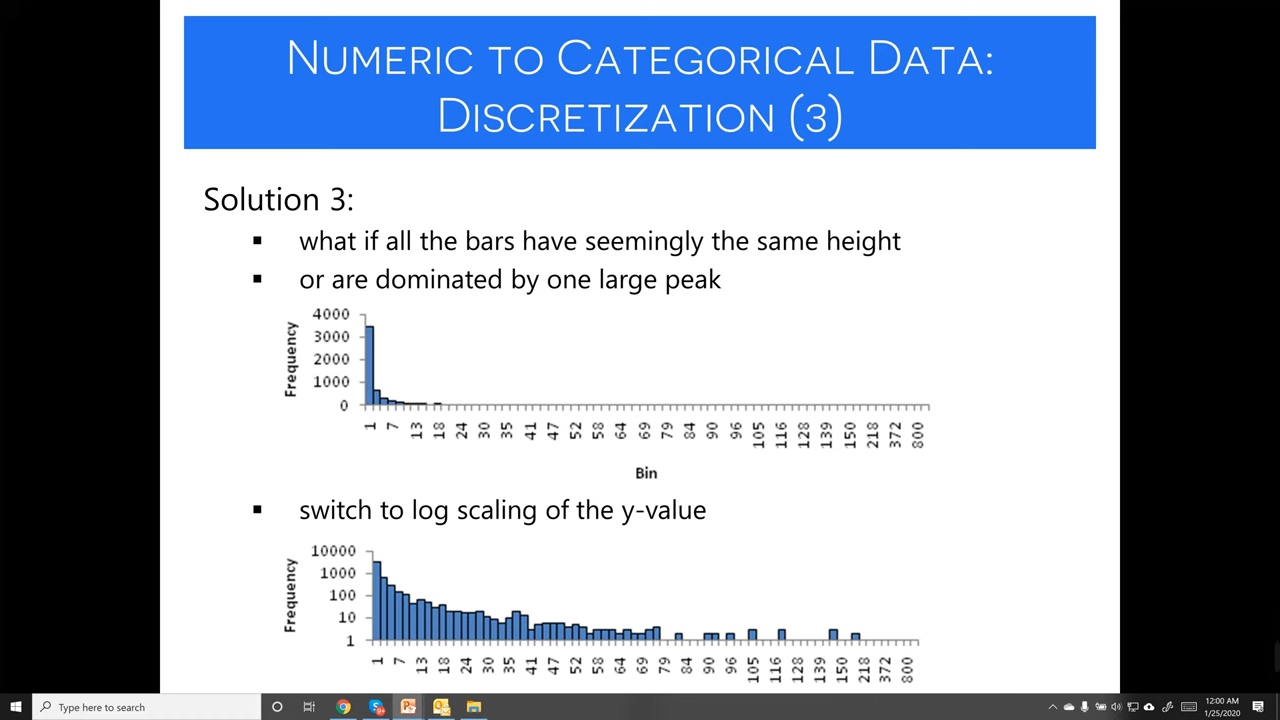 NUMERIC TO CATEGORICAL DATA:
DISCRETIZATION (3)
Solution 3:
▪ what if all the bars have seemingly the same height
▪ or are dominated by one large peak
4000
3000
2000
1000
0
Frequency
1 7 13 18 24 30 35 41 47 52 58 64 69 79 84 90 96 105 116 128 139 150 218 372 800
Bin
▪ switch to log scaling of the y-value
10000
1000
100
10
1
Frequency
1 7 13 18 24 30 35 41 47 52 58 64 69 79 84 90 96 105 116 128 139 150 218 372 800
Type here to search
12:00 AM
1/25/2020